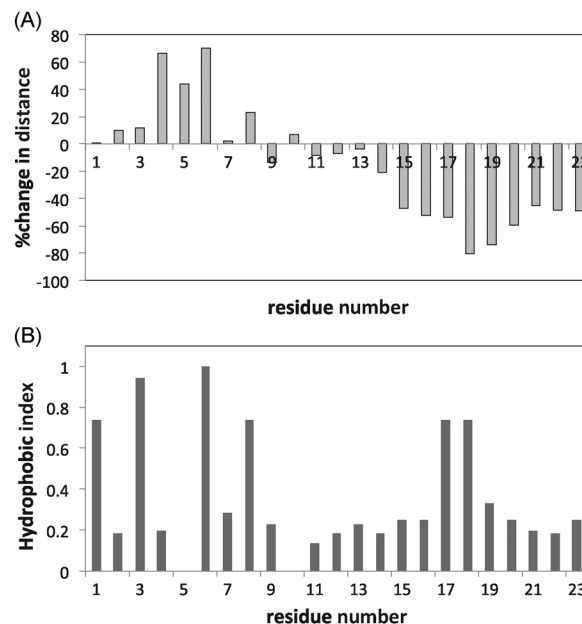 (A)
80
60
40
20
0
-20
-40
-60
-80
-100
%change in distance
1 3 5 7 9 11 13 15 17 19 21 23
residue number
(B)
1
0.8
0.6
0.4
0.2
0
Hydrophobic index
1 3 5 7 9 11 13 15 17 19 21 23
residue number